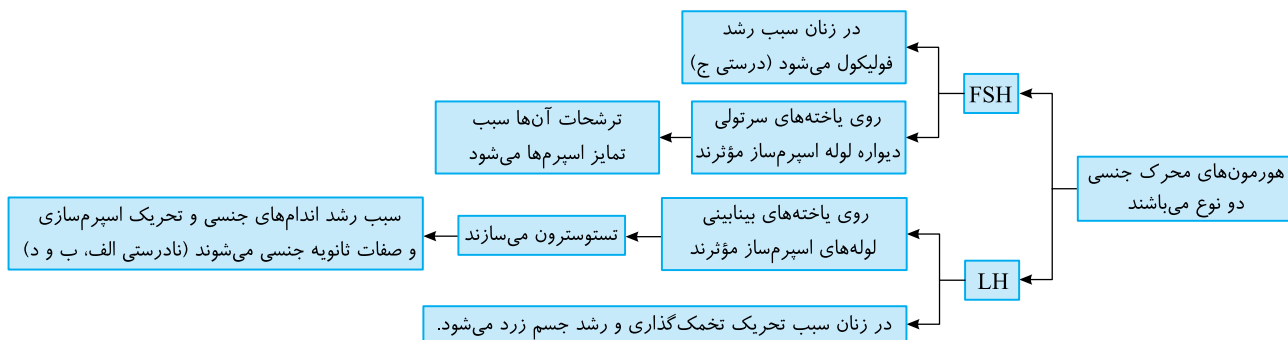 هورمون‌های محرک جنسی
دو نوع می‌باشند
FSH
در زنان سبب رشد
فولیکول می‌شود (درستی ج)
روی یاخته‌های سرتولی
دیواره لوله اسپرم‌ساز مؤثرند
ترشحات آن‌ها سبب
تمایز اسپرم‌ها می‌شود
LH
روی یاخته‌های بینابینی
لوله‌های اسپرم‌ساز مؤثرند
تستوسترون می‌سازند
سبب رشد اندام‌های جنسی و تحریک اسپرم‌سازی
و صفات ثانویه جنسی می‌شوند (نادرستی الف، ب و د)
در زنان سبب تحریک تخمک‌گذاری و رشد جسم زرد می‌شود.